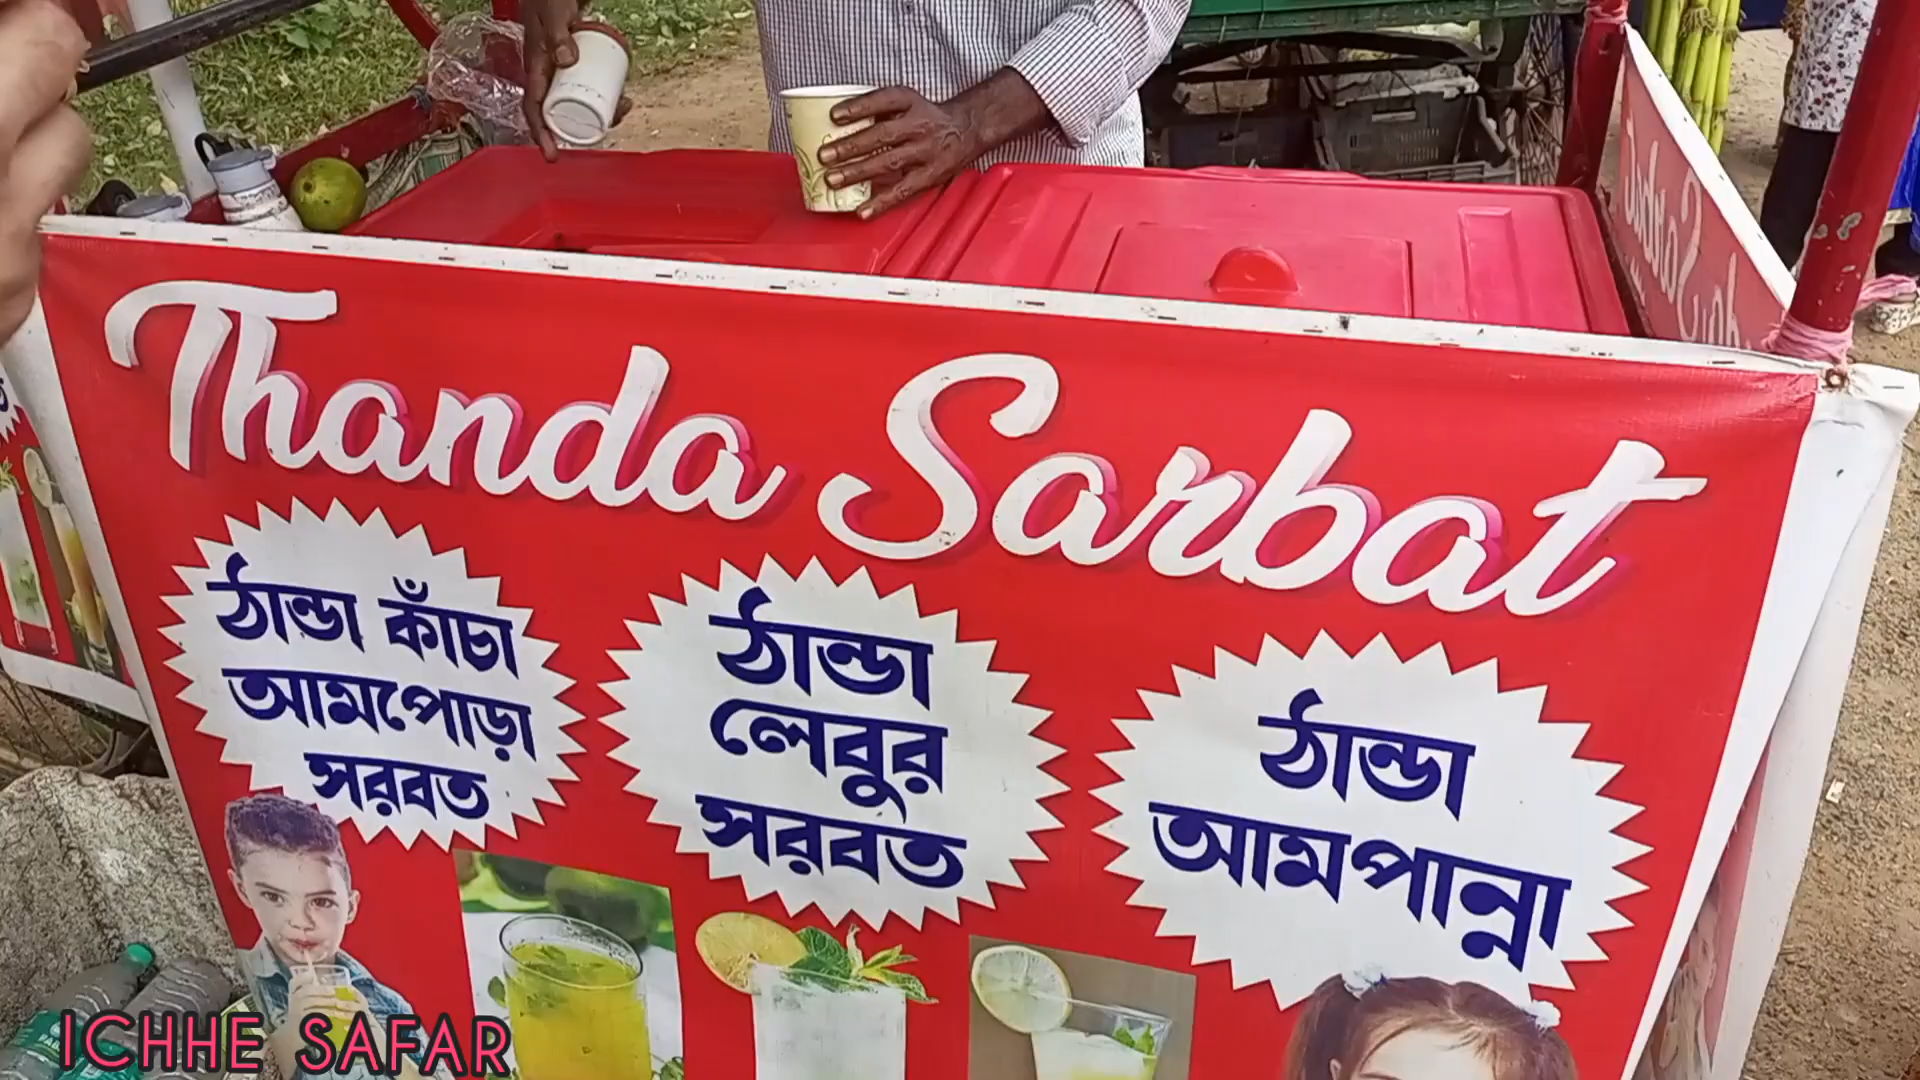 Thanda Sarbat
ঠান্ডা কাঁচা
আমপোড়া
সরবত
ঠান্ডা
লেবুর
সরবত
ঠান্ডা
আমপান্না
ICHHE SAFAR